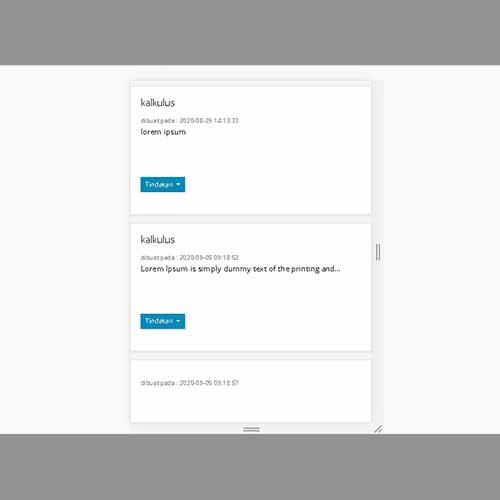 kalkulus
dibuat pada : 2020-08-29 14:13:33
lorem ipsum
Tindakan
kalkulus
dibuat pada : 2020-09-05 09:18:52
Lorem Ipsum is simply dummy text of the printing and...
Tindakan
dibuat pada : 2020-09-05 09:18:57